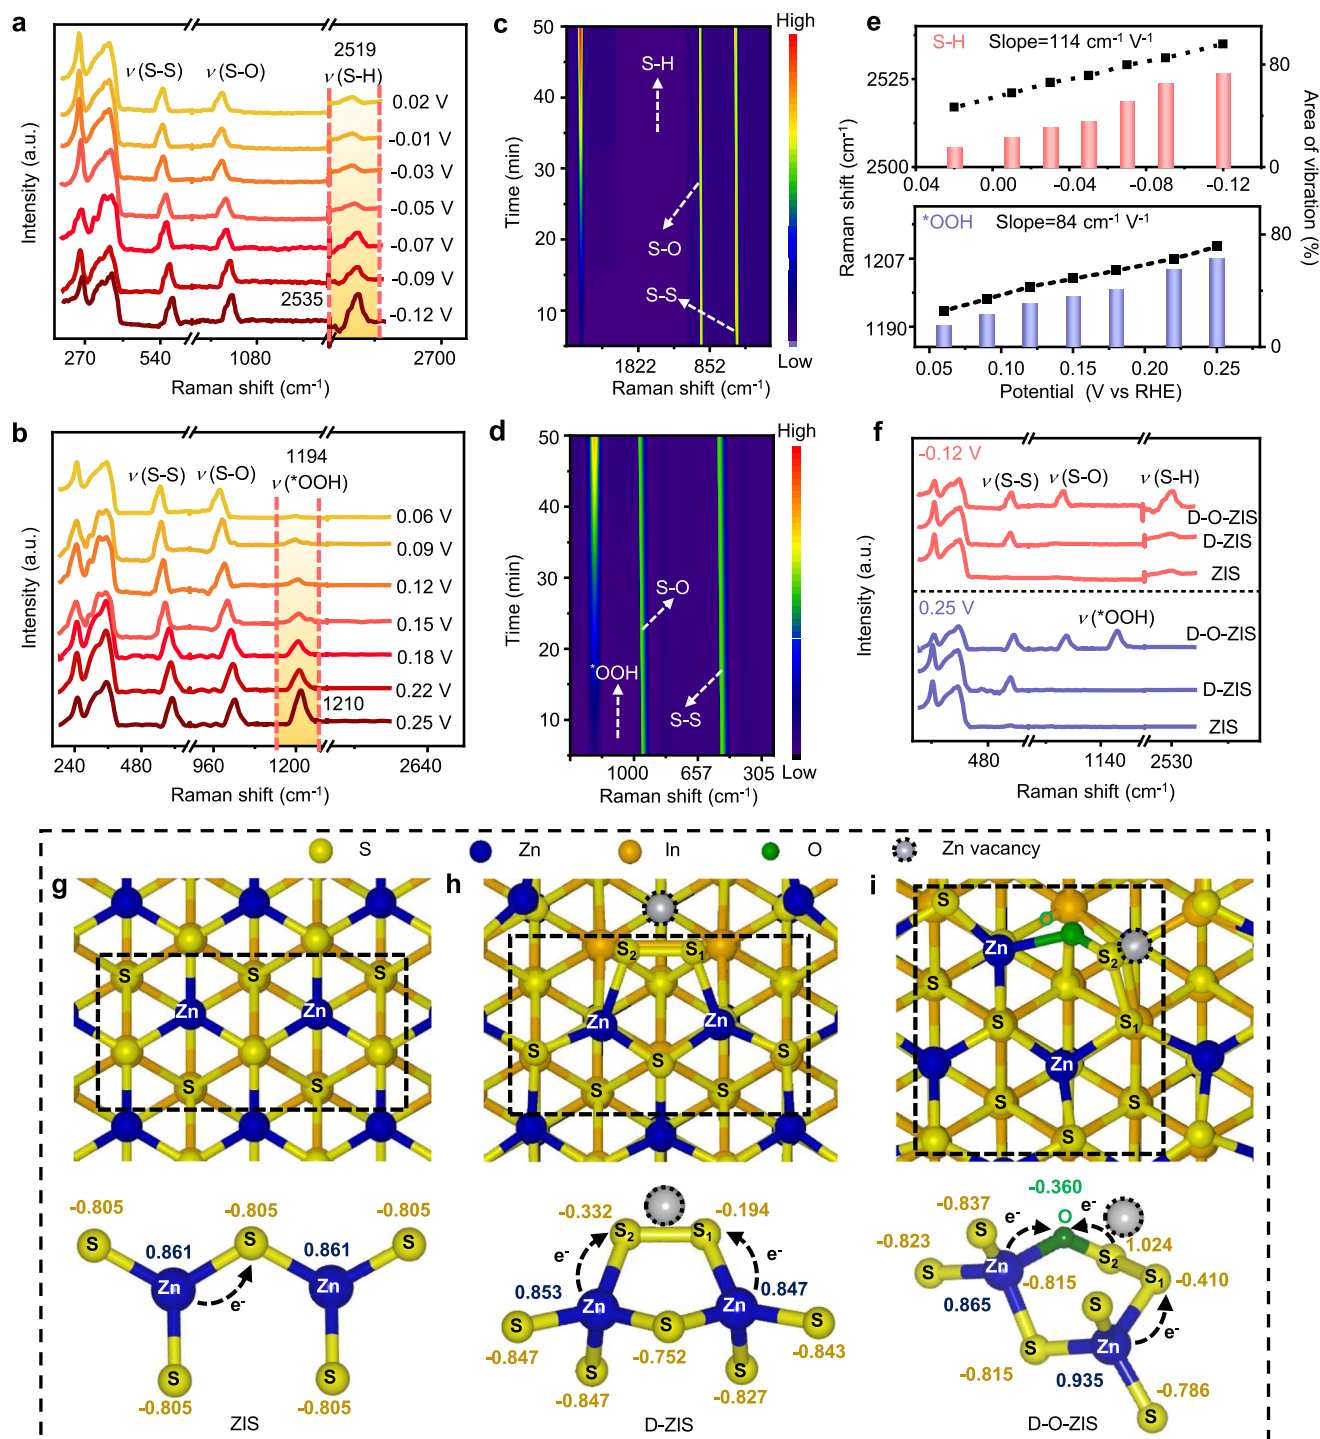 a
2519
ν (S-S)
ν (S-O)
ν (S-H)
0.02 V
-0.01 V
-0.03 V
-0.05 V
-0.07 V
-0.09 V
2535
-0.12 V
Intensity (a.u.)
270
540
1080
2700
Raman shift (cm⁻¹)
c
50
40
30
20
10
Time (min)
S-H
S-O
S-S
1822
852
Raman shift (cm⁻¹)
High
Low
e
S-H
Slope=114 cm⁻¹ V⁻¹
2525
2500
80
0
0.04
0.00
-0.04
-0.08
-0.12
*OOH
Slope=84 cm⁻¹ V⁻¹
1207
1190
80
40
0
0.05
0.10
0.15
0.20
0.25
Raman shift (cm⁻¹)
Area of vibration (%)
Potential (V vs RHE)
b
1194
ν (S-S)
ν (S-O)
ν (*OOH)
0.06 V
0.09 V
0.12 V
0.15 V
0.18 V
0.22 V
1210
0.25 V
Intensity (a.u.)
240
480
960
1200
2640
Raman shift (cm⁻¹)
d
50
40
30
20
10
Time (min)
S-O
*OOH
S-S
1000
657
305
Raman shift (cm⁻¹)
High
Low
f
-0.12 V
ν (S-S)
ν (S-O)
ν (S-H)
D-O-ZIS
D-ZIS
ZIS
0.25 V
ν (*OOH)
D-O-ZIS
D-ZIS
ZIS
Intensity (a.u.)
480
1140
2530
Raman shift (cm⁻¹)
S
Zn
In
O
Zn vacancy
g
S
S
Zn
Zn
S
S
-0.805
-0.805
-0.805
S
S
S
0.861
0.861
Zn
Zn
e⁻
S
S
-0.805
-0.805
ZIS
h
S₂
S₁
Zn
Zn
S
S
S
S
S
-0.332
-0.194
S₂
S₁
e⁻
e⁻
0.853
0.847
Zn
Zn
S
S
S
-0.847
-0.752
-0.843
S
S
-0.847
-0.827
D-ZIS
i
S
O
Zn
S₂
S
S
S₁
S
Zn
S
S
S
-0.837
-0.360
O
e⁻
e⁻
S
-0.823
1.024
Zn
S₂
S₁
S
-0.815
-0.410
0.865
S
e⁻
S
Zn
-0.815
0.935
-0.786
S
D-O-ZIS